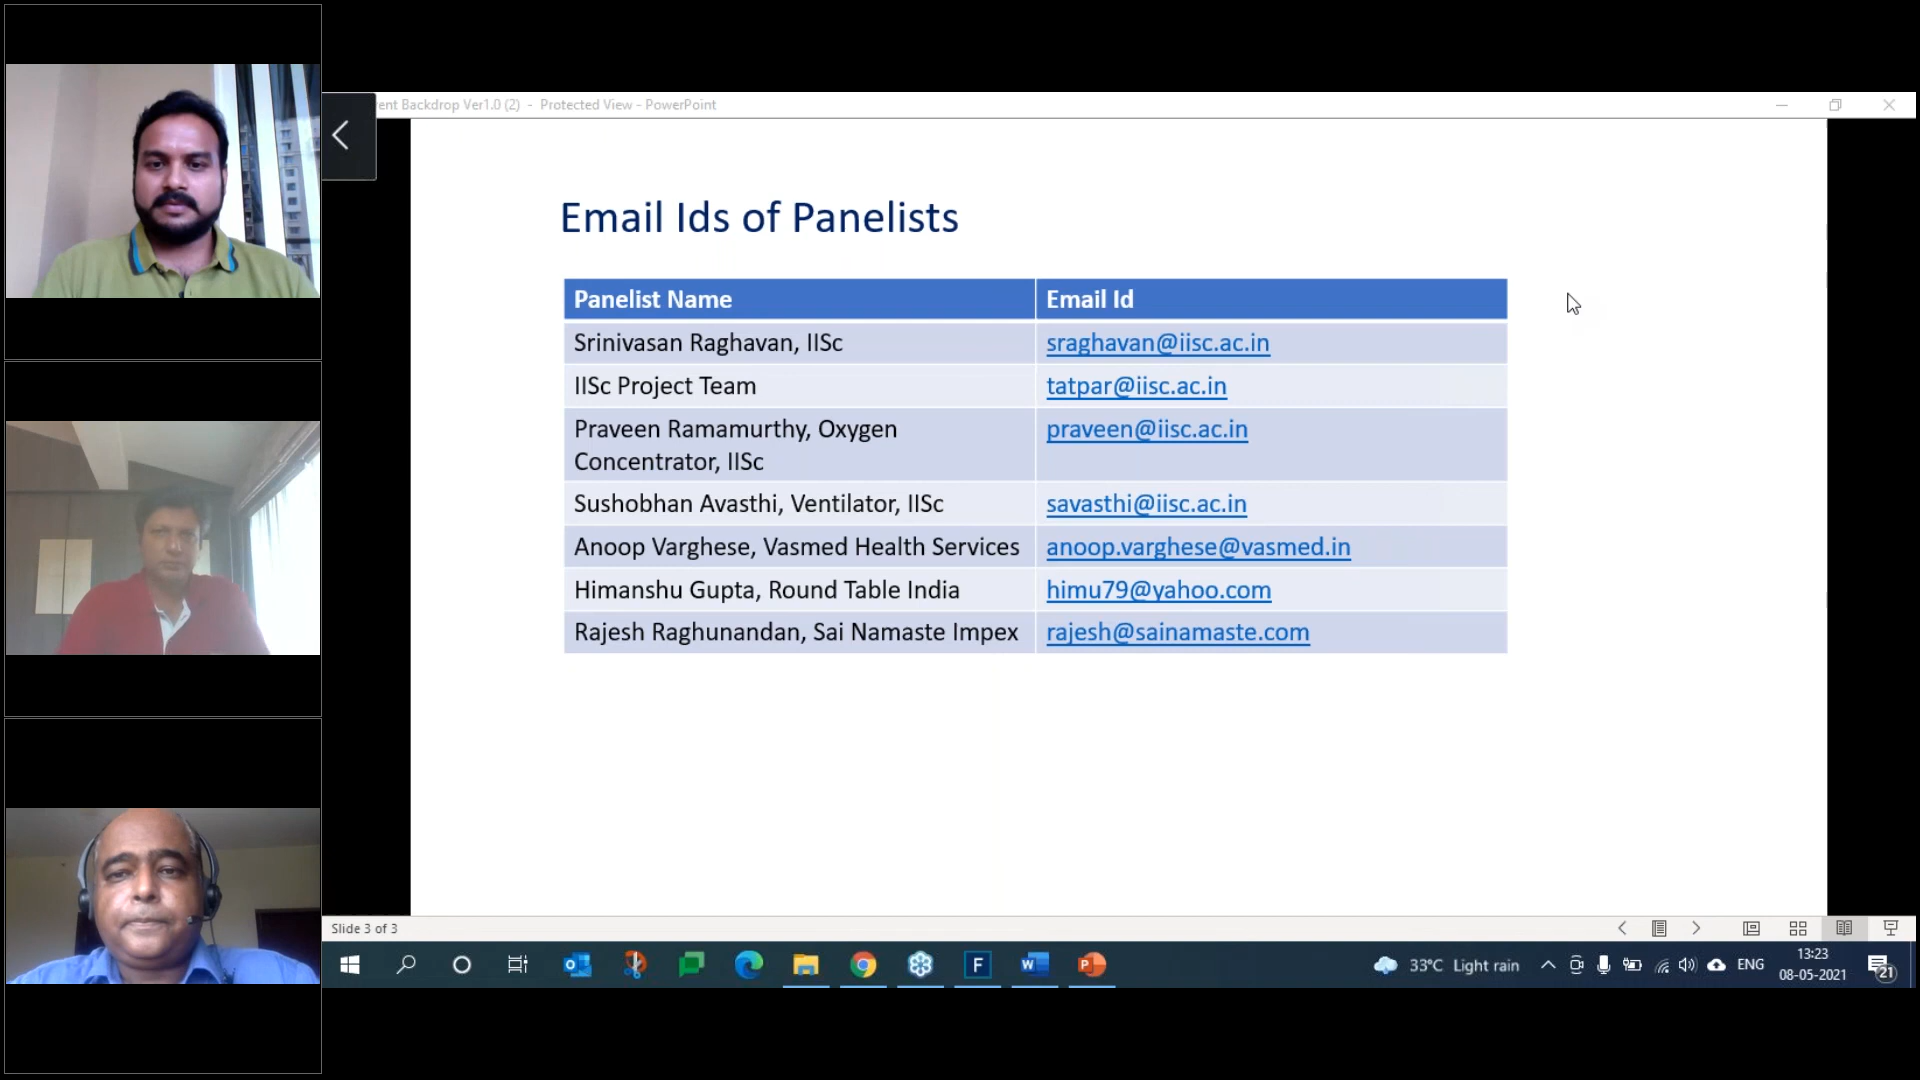 ent Backdrop Ver1.0 (2) - Protected View - PowerPoint
Email Ids of Panelists
Panelist Name Email Id
Srinivasan Raghavan, IISc sraghavan@iisc.ac.in
IISc Project Team tatpar@iisc.ac.in
Praveen Ramamurthy, Oxygen praveen@iisc.ac.in
Concentrator, IISc
Sushobhan Avasthi, Ventilator, IISc savasthi@iisc.ac.in
Anoop Varghese, Vasmed Health Services anoop.varghese@vasmed.in
Himanshu Gupta, Round Table India himu79@yahoo.com
Rajesh Raghunandan, Sai Namaste Impex rajesh@sainamaste.com
Slide 3 of 3
33°C Light rain ENG 13:23
08-05-2021
21